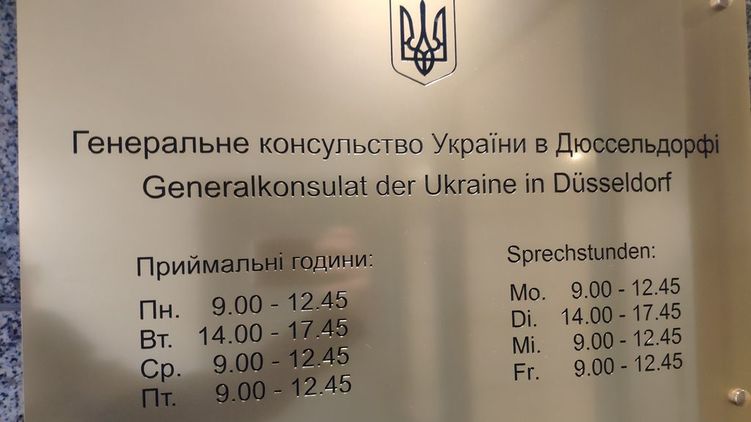 Генеральне консульство України в Дюссельдорфі
Generalkonsulat der Ukraine in Düsseldorf
Приймальні години:
Пн. 9.00 - 12.45
Вт. 14.00 - 17.45
Ср. 9.00 - 12.45
Пт. 9.00 - 12.45
Sprechstunden:
Mo. 9.00 - 12.45
Di. 14.00 - 17.45
Mi. 9.00 - 12.45
Fr. 9.00 - 12.45